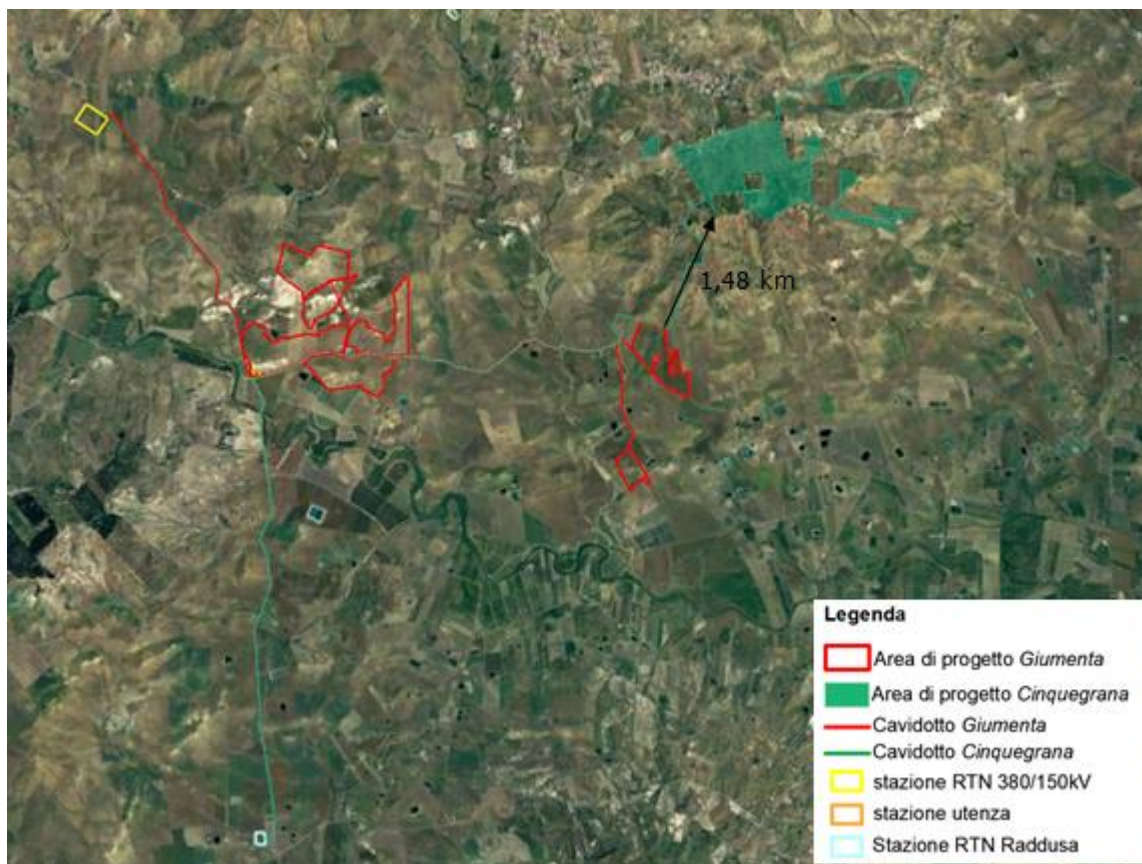 1,48 km
Legenda
Area di progetto Giumenta
Area di progetto Cinquegrana
Cavidotto Giumenta
Cavidotto Cinquegrana
stazione RTN 380/150kV
stazione utenza
Stazione RTN Raddusa